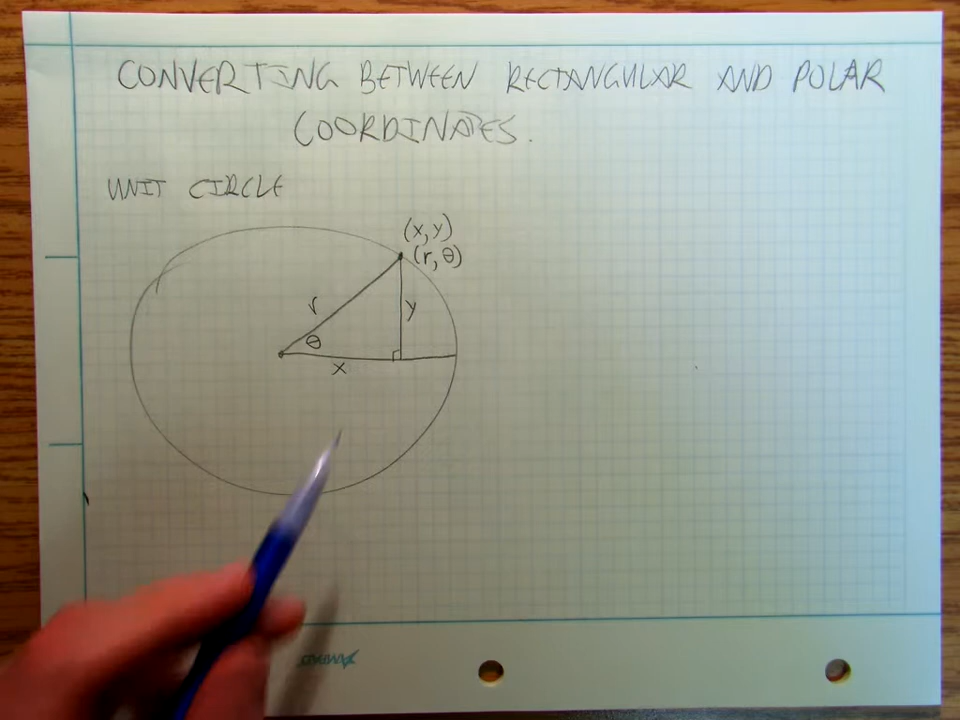 CONVERTING BETWEEN RECTANGULAR AND POLAR
COORDINATES.
UNIT CIRCLE
(x, y)
(r, θ)
r
y
θ
x